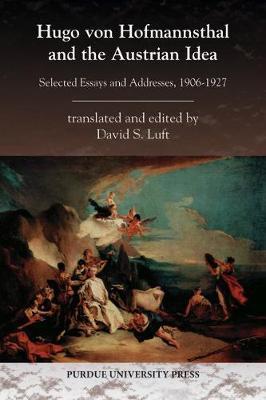 Hugo von Hofmannsthal
and the Austrian Idea
Selected Essays and Addresses, 1906-1927
translated and edited by
David S. Luft
PURDUE UNIVERSITY PRESS